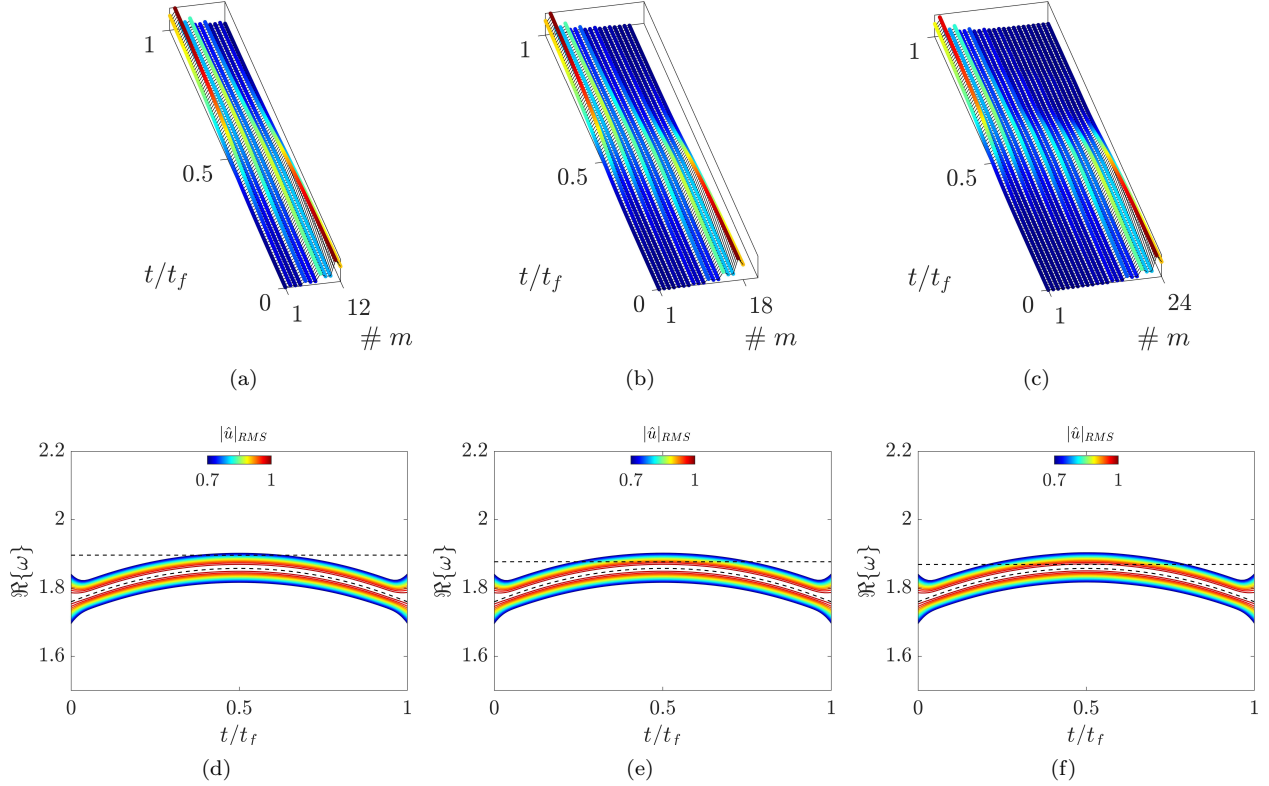 1
0.5
t/t_f
0
1
12
# m
(a)
1
0.5
t/t_f
0
1
18
# m
(b)
1
0.5
t/t_f
0
1
24
# m
(c)
|û|_RMS
0.7 1
2.2
2
1.8
1.6
ℜ{ω}
0 0.5 1
t/t_f
(d)
|û|_RMS
0.7 1
2.2
2
1.8
1.6
ℜ{ω}
0 0.5 1
t/t_f
(e)
|û|_RMS
0.7 1
2.2
2
1.8
1.6
ℜ{ω}
0 0.5 1
t/t_f
(f)